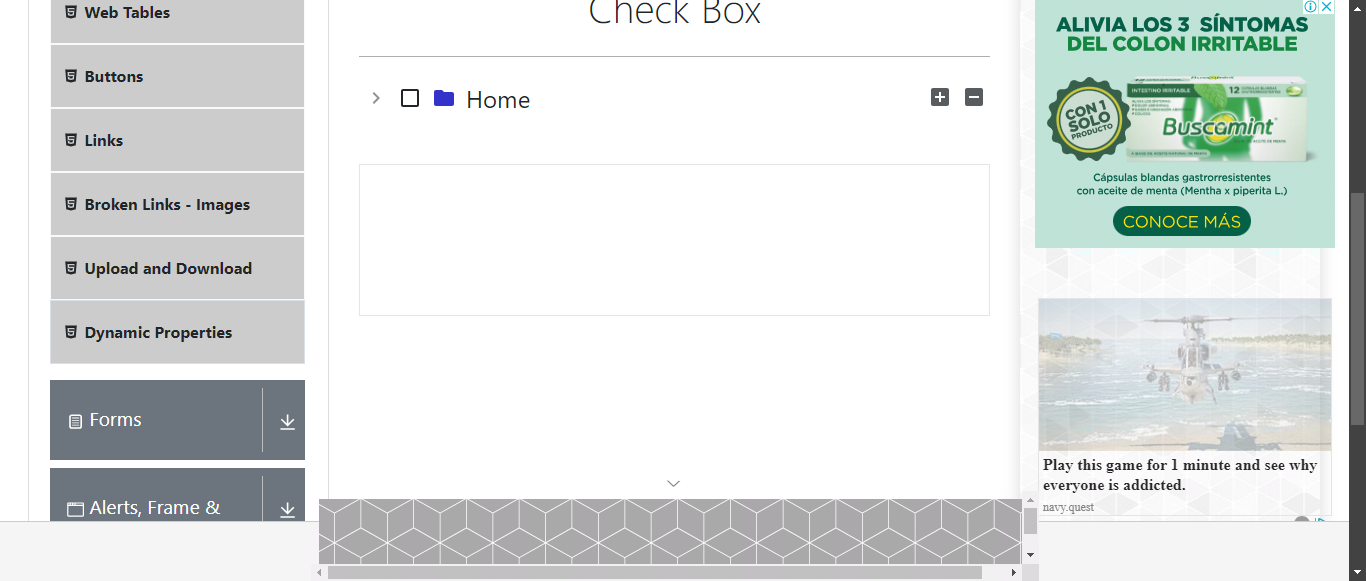 Web Tables
Buttons
Links
Broken Links - Images
Upload and Download
Dynamic Properties
Forms
Alerts, Frame &
Check Box
Home
ALIVIA LOS 3 SÍNTOMAS
DEL COLON IRRITABLE
CON 1
SOLO
PRODUCTO
INTESTINO IRRITABLE
12
Buscomint
Cápsulas blandas gastrorresistentes
con aceite de menta (Mentha x piperita L.)
CONOCE MÁS
Play this game for 1 minute and see why
everyone is addicted.
navy.quest